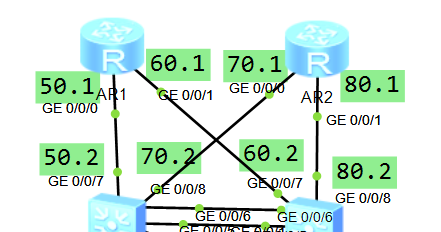 R
R
60.1
70.1
50.1
80.1
AR1
GE 0/0/1
GE 0/0/0
AR2
GE 0/0/0
GE 0/0/1
50.2
70.2
60.2
80.2
GE 0/0/7
GE 0/0/8
GE 0/0/7
GE 0/0/8
GE 0/0/6
GE 0/0/6